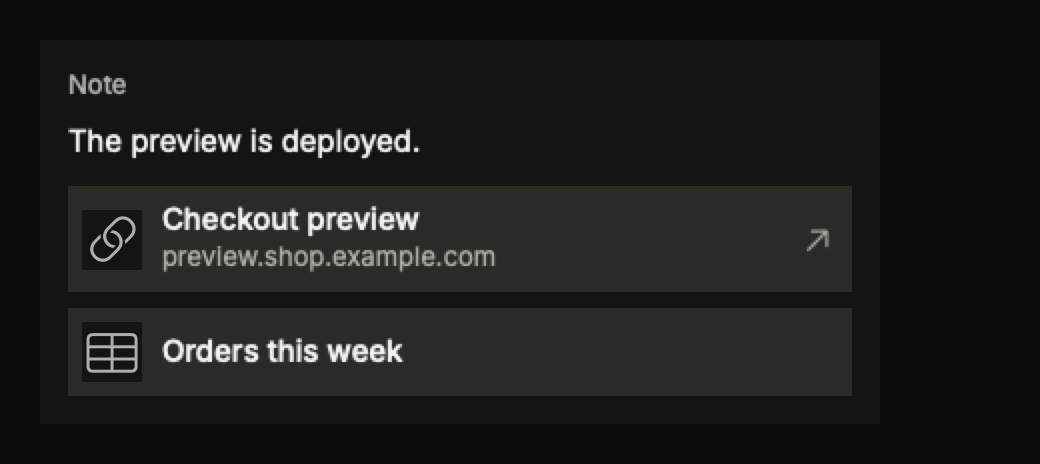 Note
The preview is deployed.
Checkout preview
preview.shop.example.com
Orders this week